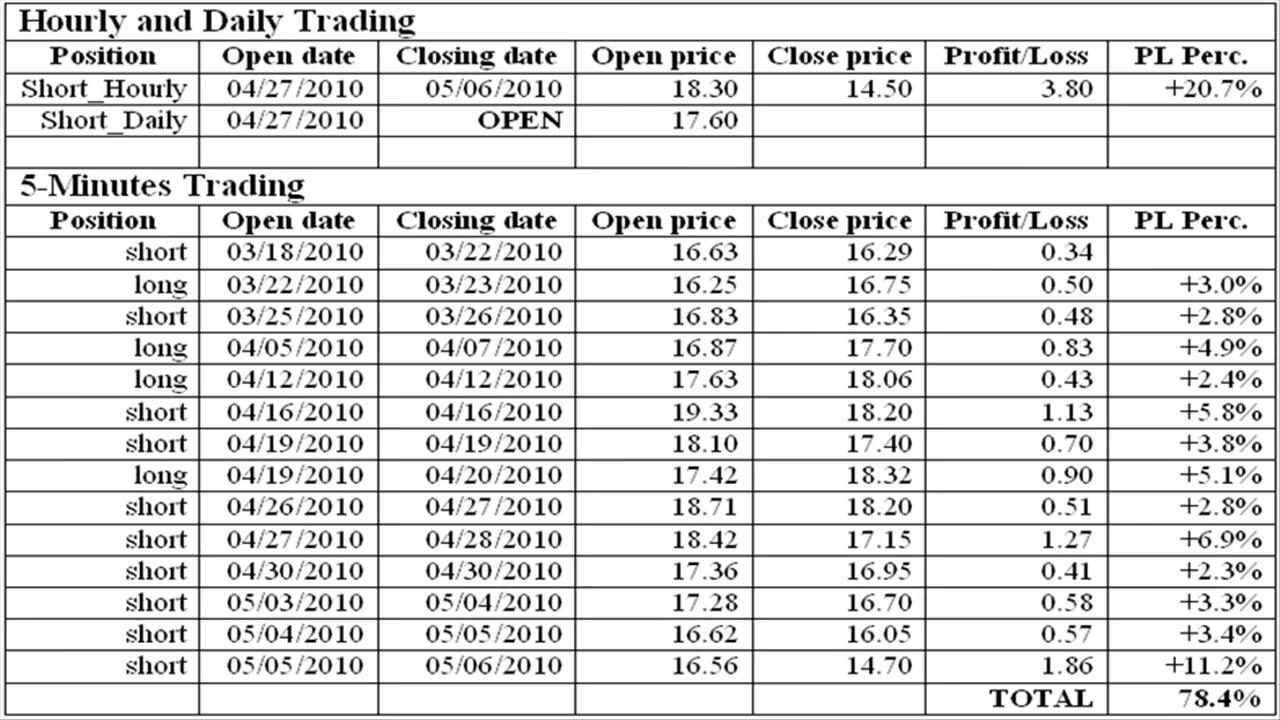 Hourly and Daily Trading
Position Open date Closing date Open price Close price Profit/Loss PL Perc.
Short_Hourly 04/27/2010 05/06/2010 18.30 14.50 3.80 +20.7%
Short_Daily 04/27/2010 OPEN 17.60
5-Minutes Trading
Position Open date Closing date Open price Close price Profit/Loss PL Perc.
short 03/18/2010 03/22/2010 16.63 16.29 0.34
long 03/22/2010 03/23/2010 16.25 16.75 0.50 +3.0%
short 03/25/2010 03/26/2010 16.83 16.35 0.48 +2.8%
long 04/05/2010 04/07/2010 16.87 17.70 0.83 +4.9%
long 04/12/2010 04/12/2010 17.63 18.06 0.43 +2.4%
short 04/16/2010 04/16/2010 19.33 18.20 1.13 +5.8%
short 04/19/2010 04/19/2010 18.10 17.40 0.70 +3.8%
long 04/19/2010 04/20/2010 17.42 18.32 0.90 +5.1%
short 04/26/2010 04/27/2010 18.71 18.20 0.51 +2.8%
short 04/27/2010 04/28/2010 18.42 17.15 1.27 +6.9%
short 04/30/2010 04/30/2010 17.36 16.95 0.41 +2.3%
short 05/03/2010 05/04/2010 17.28 16.70 0.58 +3.3%
short 05/04/2010 05/05/2010 16.62 16.05 0.57 +3.4%
short 05/05/2010 05/06/2010 16.56 14.70 1.86 +11.2%
TOTAL 78.4%